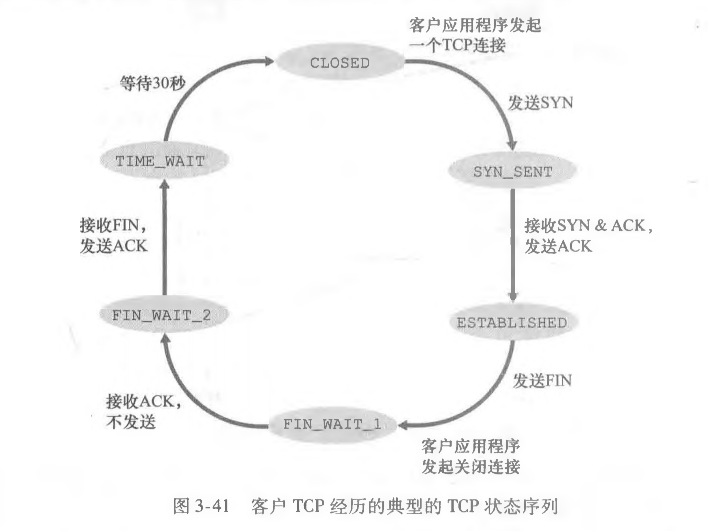 客户应用程序发起
一个TCP连接
CLOSED
等待30秒
发送SYN
TIME_WAIT
SYN_SENT
接收FIN,
发送ACK
接收SYN & ACK,
发送ACK
FIN_WAIT_2
ESTABLISHED
发送FIN
接收ACK,
不发送
FIN_WAIT_1
客户应用程序
发起关闭连接
图 3-41 客户 TCP 经历的典型的 TCP 状态序列